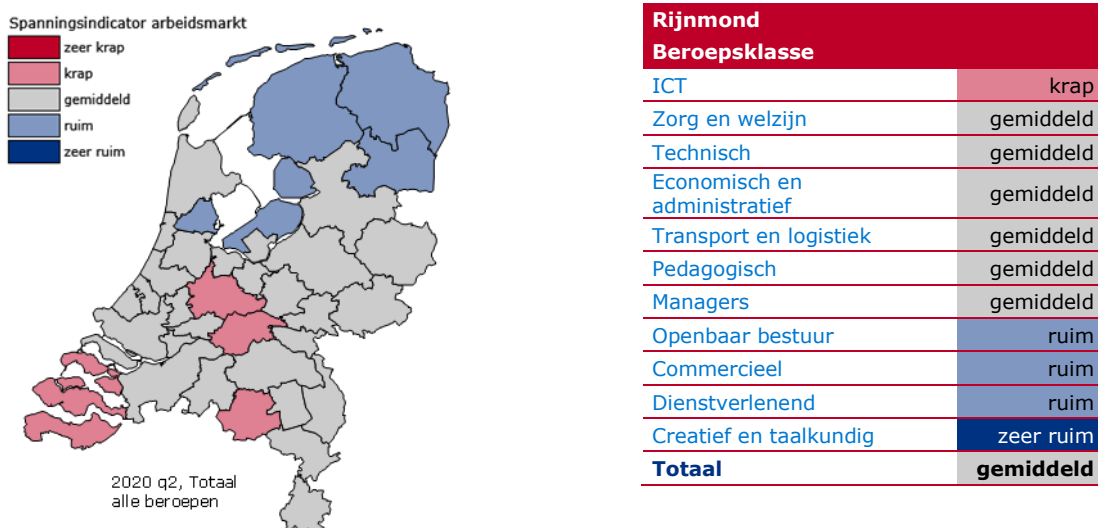 Spanningsindicator arbeidsmarkt
zeer krap
krap
gemiddeld
ruim
zeer ruim
2020 q2, Totaal
alle beroepen
Rijnmond
Beroepsklasse
ICT krap
Zorg en welzijn gemiddeld
Technisch gemiddeld
Economisch en
administratief gemiddeld
Transport en logistiek gemiddeld
Pedagogisch gemiddeld
Managers gemiddeld
Openbaar bestuur ruim
Commercieel ruim
Dienstverlenend ruim
Creatief en taalkundig zeer ruim
Totaal gemiddeld